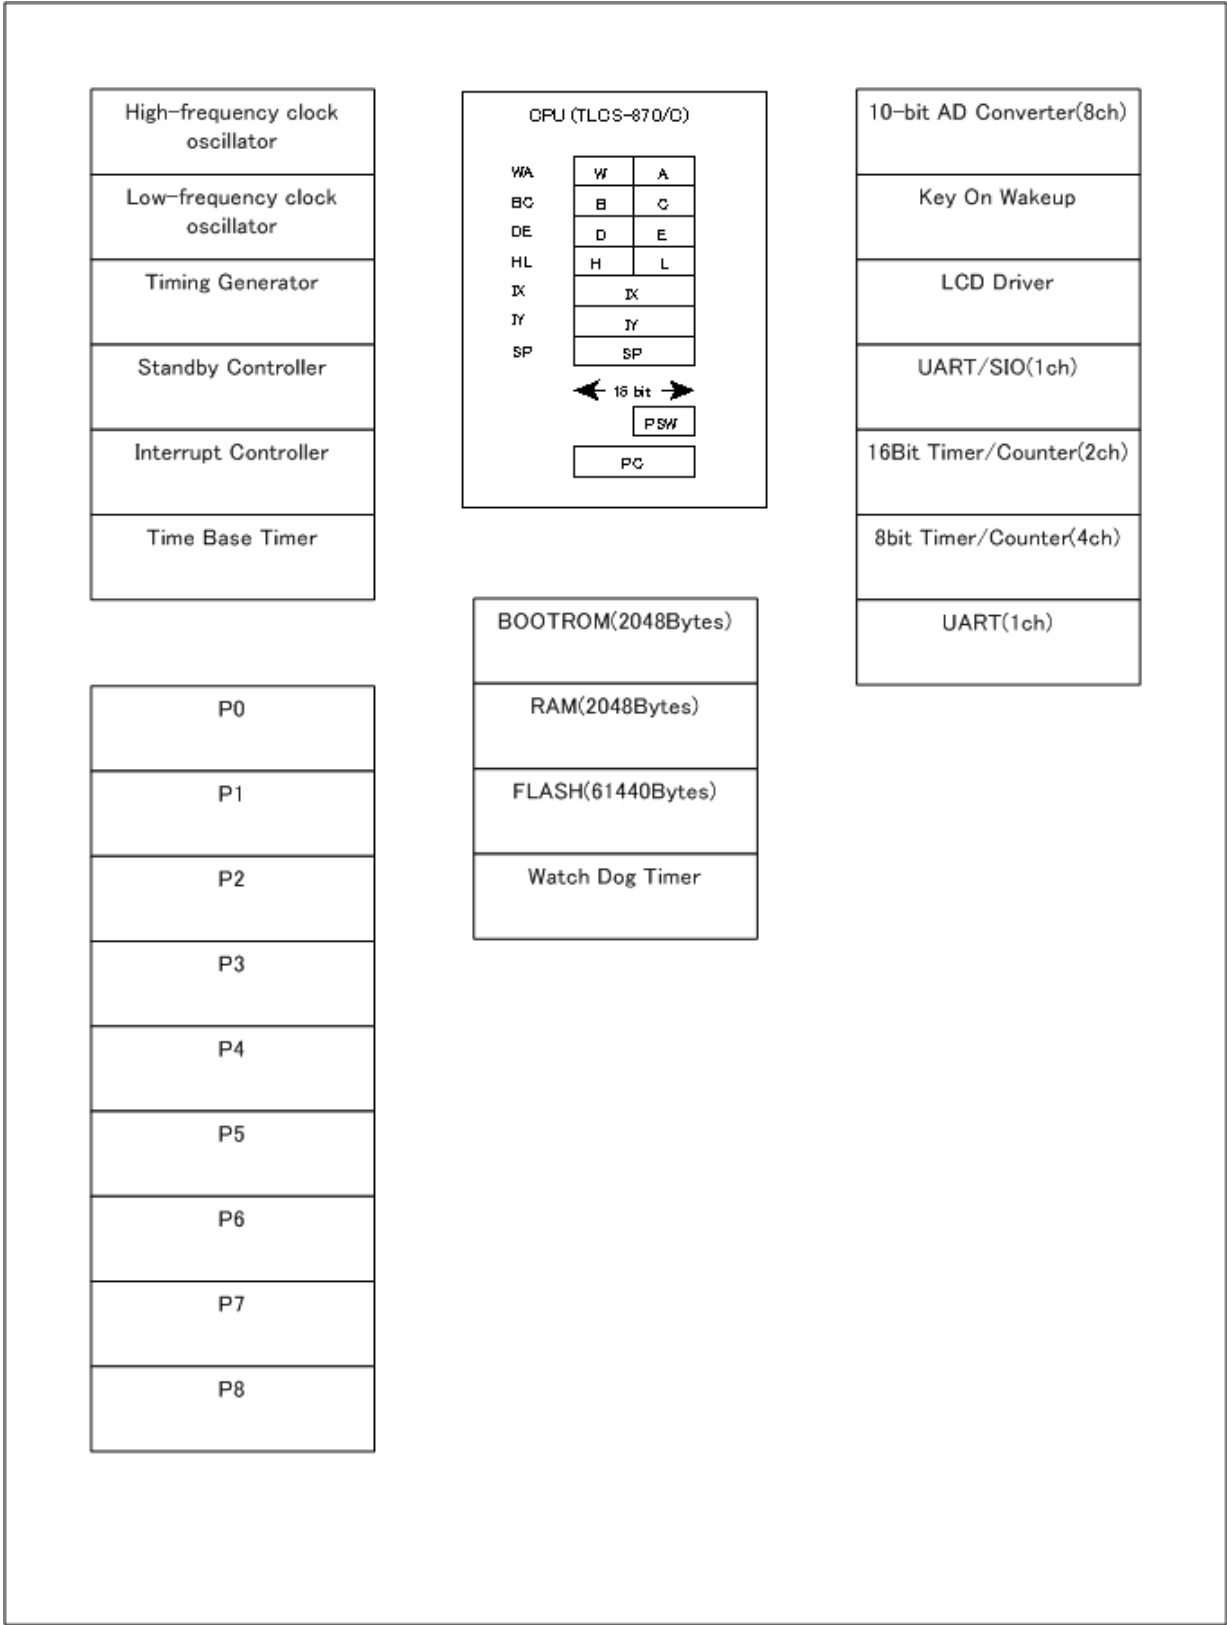 High-frequency clock
oscillator
Low-frequency clock
oscillator
Timing Generator
Standby Controller
Interrupt Controller
Time Base Timer
P0
P1
P2
P3
P4
P5
P6
P7
P8
CPU (TLCS-870/C)
WA W A
BC B C
DE D E
HL H L
IX IX
IY IY
SP SP
16 bit
PSW
PC
BOOTROM(2048Bytes)
RAM(2048Bytes)
FLASH(61440Bytes)
Watch Dog Timer
10-bit AD Converter(8ch)
Key On Wakeup
LCD Driver
UART/SIO(1ch)
16Bit Timer/Counter(2ch)
8bit Timer/Counter(4ch)
UART(1ch)